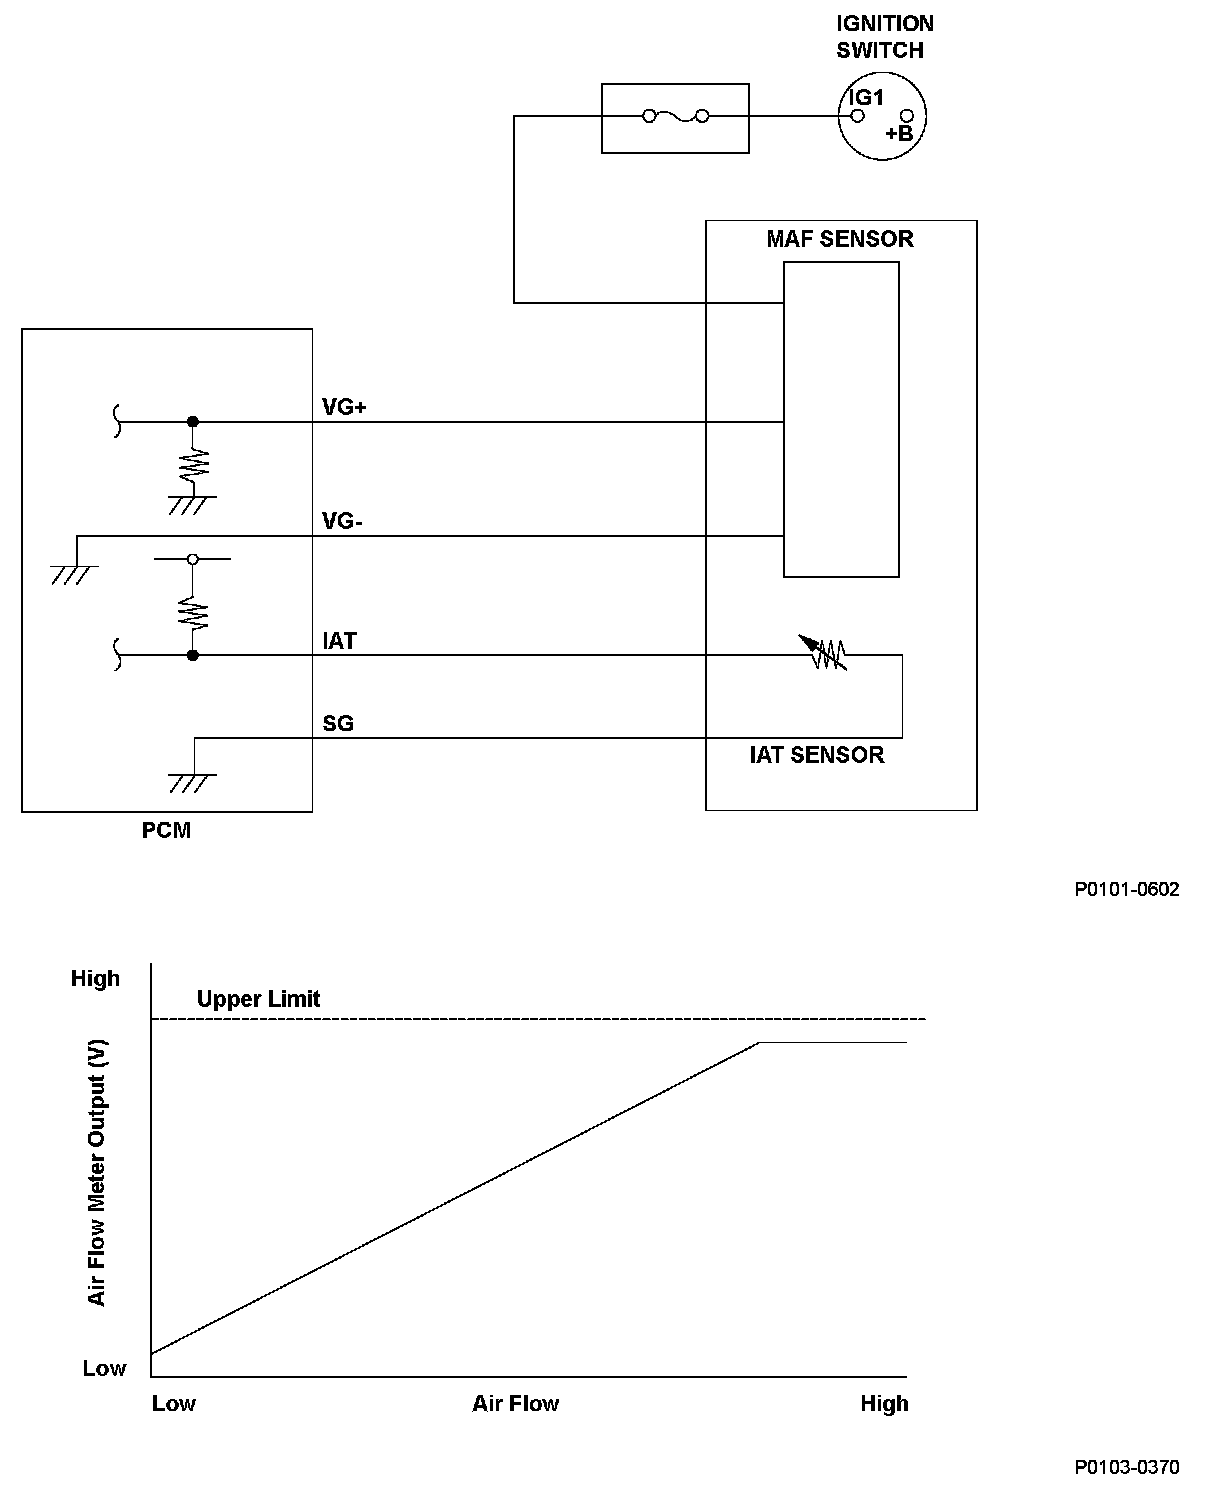 IGNITION
SWITCH
IG1
+B
MAF SENSOR
VG+
VG-
IAT
SG
IAT SENSOR
PCM
P0101-0602
High
Upper Limit
Air Flow Meter Output (V)
Low
Low
Air Flow
High
P0103-0370